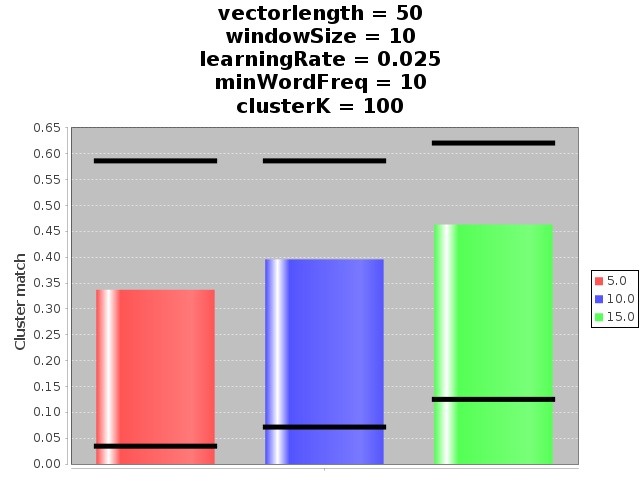 vectorlength = 50
windowSize = 10
learningRate = 0.025
minWordFreq = 10
clusterK = 100
0.65
0.60
0.55
0.50
0.45
0.40
0.35
0.30
0.25
0.20
0.15
0.10
0.05
0.00
Cluster match
5.0
10.0
15.0